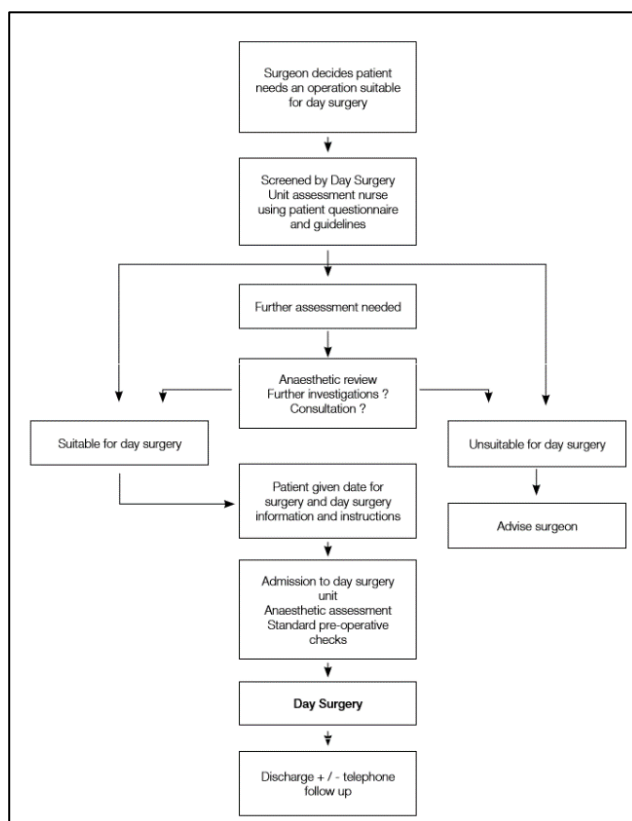 Surgeon decides patient
needs an operation suitable
for day surgery
Screened by Day Surgery
Unit assessment nurse
using patient questionnaire
and guidelines
Further assessment needed
Anaesthetic review
Further investigations ?
Consultation ?
Suitable for day surgery
Unsuitable for day surgery
Patient given date for
surgery and day surgery
information and instructions
Advise surgeon
Admission to day surgery
unit
Anaesthetic assessment
Standard pre-operative
checks
Day Surgery
Discharge + / - telephone
follow up